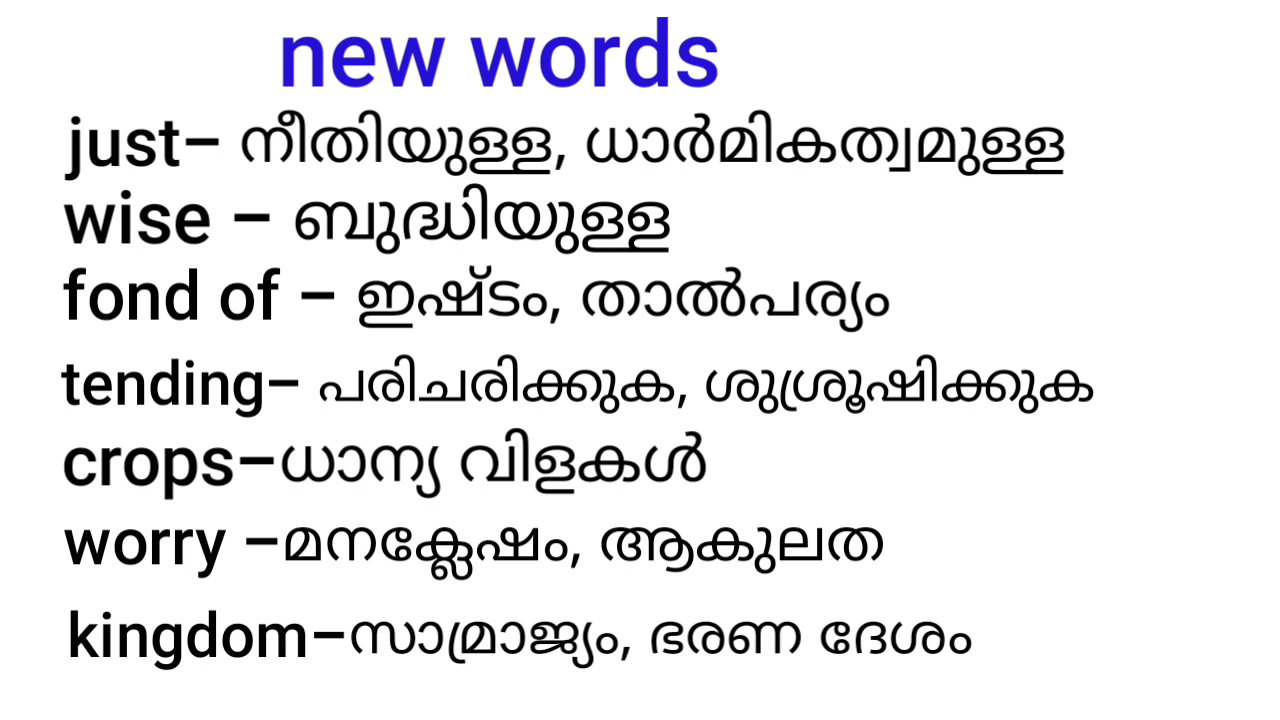 new words
just– നീതിയുള്ള, ധാർമികത്വമുള്ള
wise – ബുദ്ധിയുള്ള
fond of – ഇഷ്ടം, താൽപര്യം
tending– പരിചരിക്കുക, ശുശ്രൂഷിക്കുക
crops–ധാന്യ വിളകൾ
worry –മനക്ലേഷം, ആകുലത
kingdom–സാമ്രാജ്യം, ഭരണ ദേശം